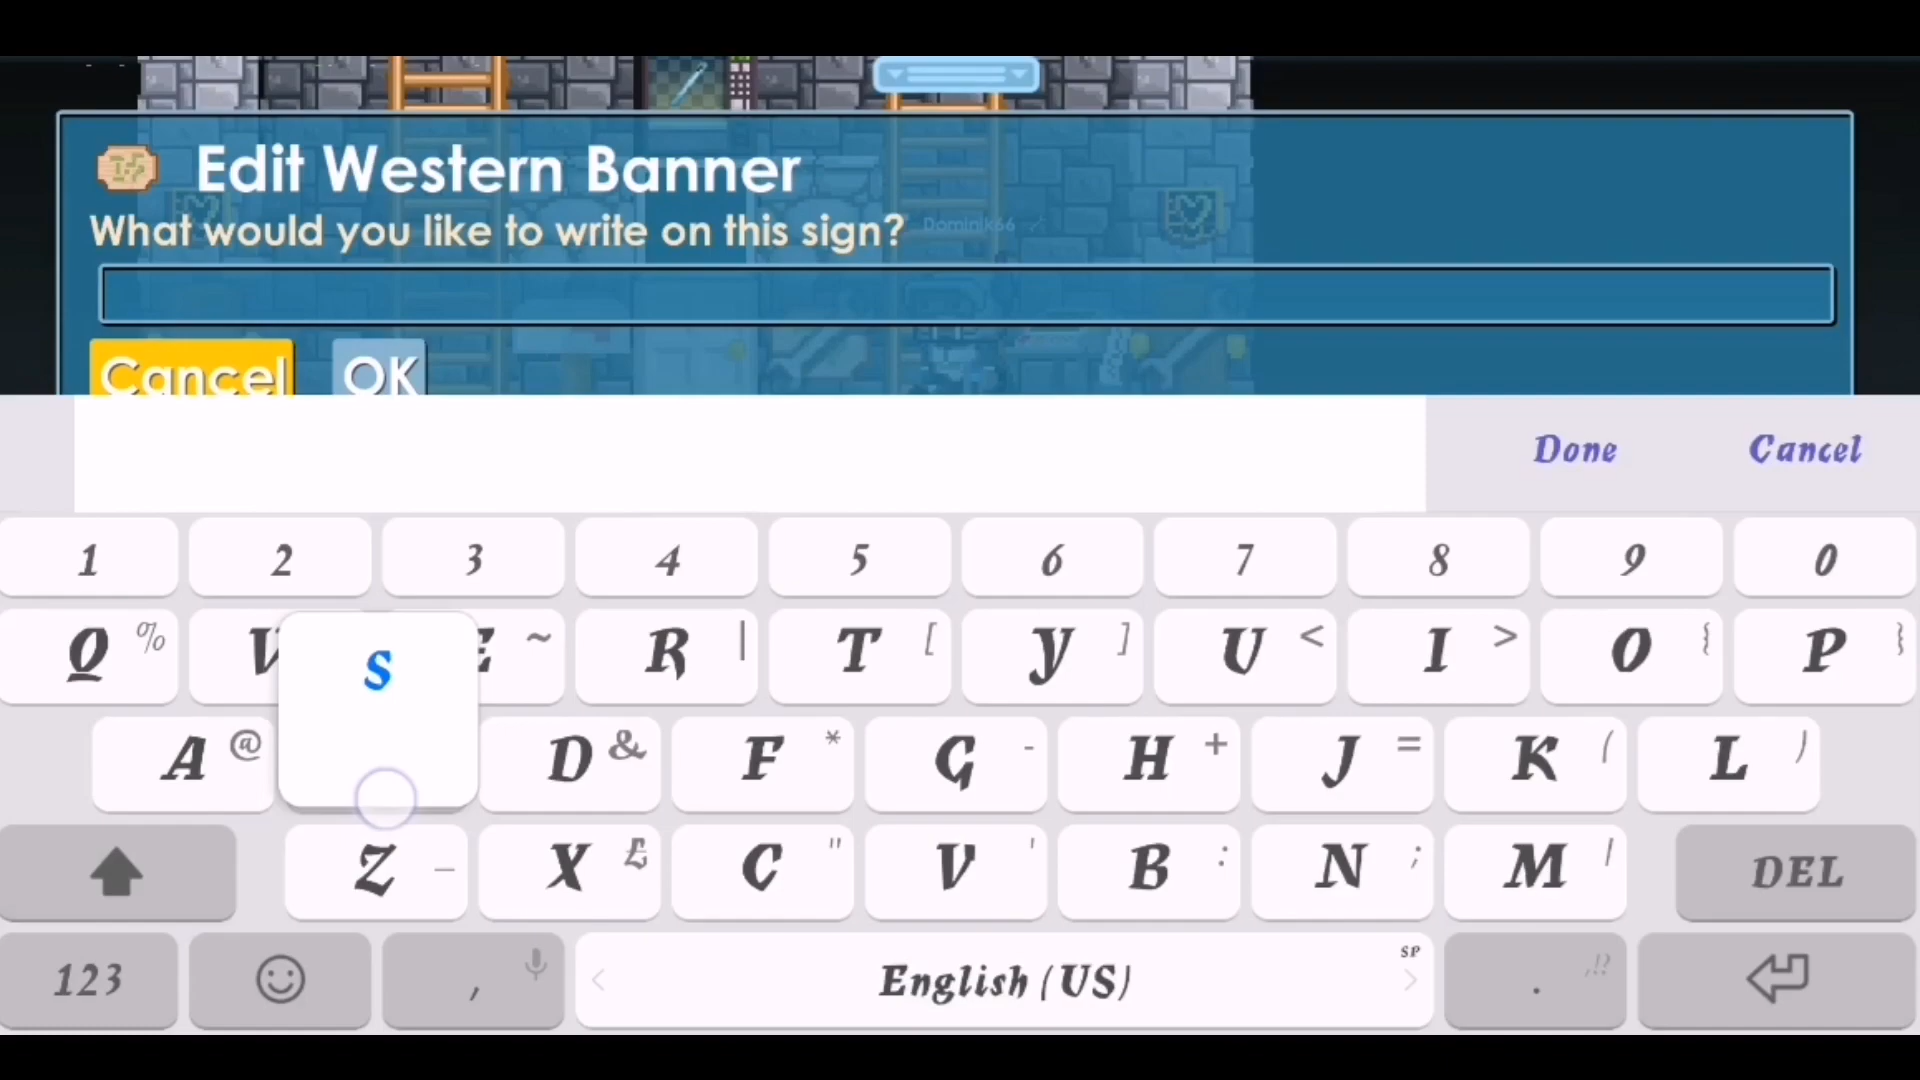 Edit Western Banner
What would you like to write on this sign?
Dominik66
Cancel OK
Done Cancel
1 2 3 4 5 6 7 8 9 0
Q % E ~ R | T [ Y ] U < I > O { P }
S
A @ D & F * G - H + J = K ( L )
Z _ X £ C " V ' B : N ; M / DEL
123 , < English (US) SP > . ,!?